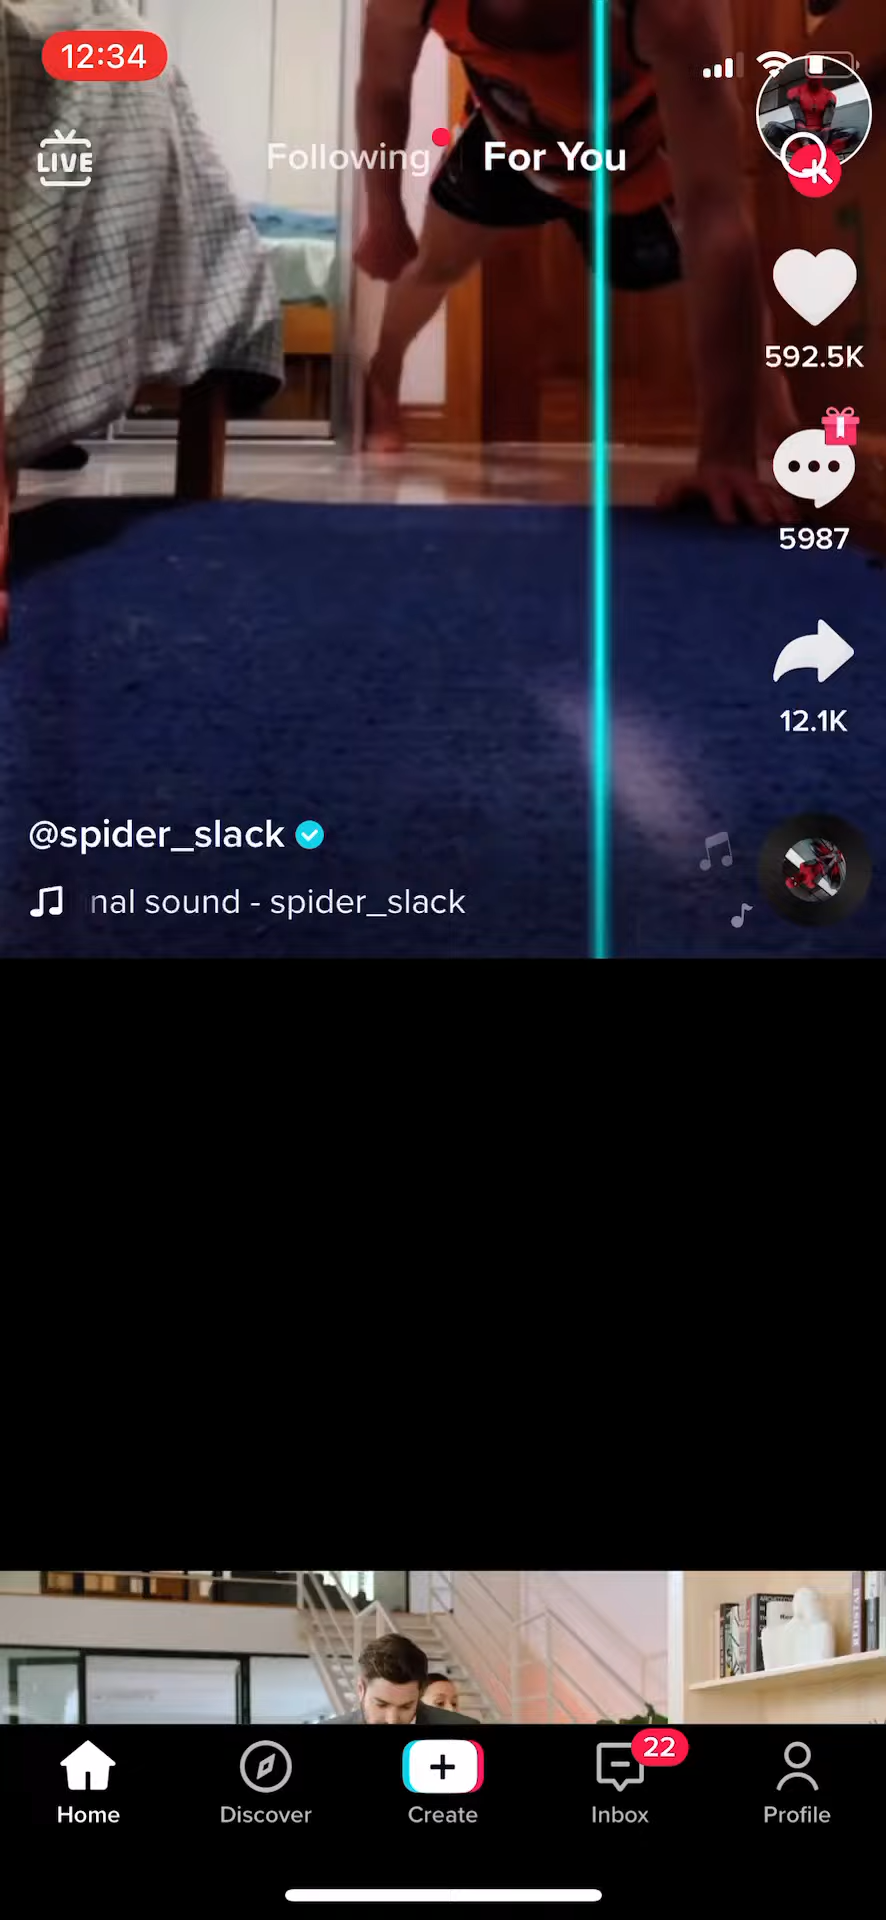 12:34
LIVE
Following
For You
592.5K
5987
12.1K
@spider_slack
nal sound - spider_slack
Home
Discover
Create
22
Inbox
Profile